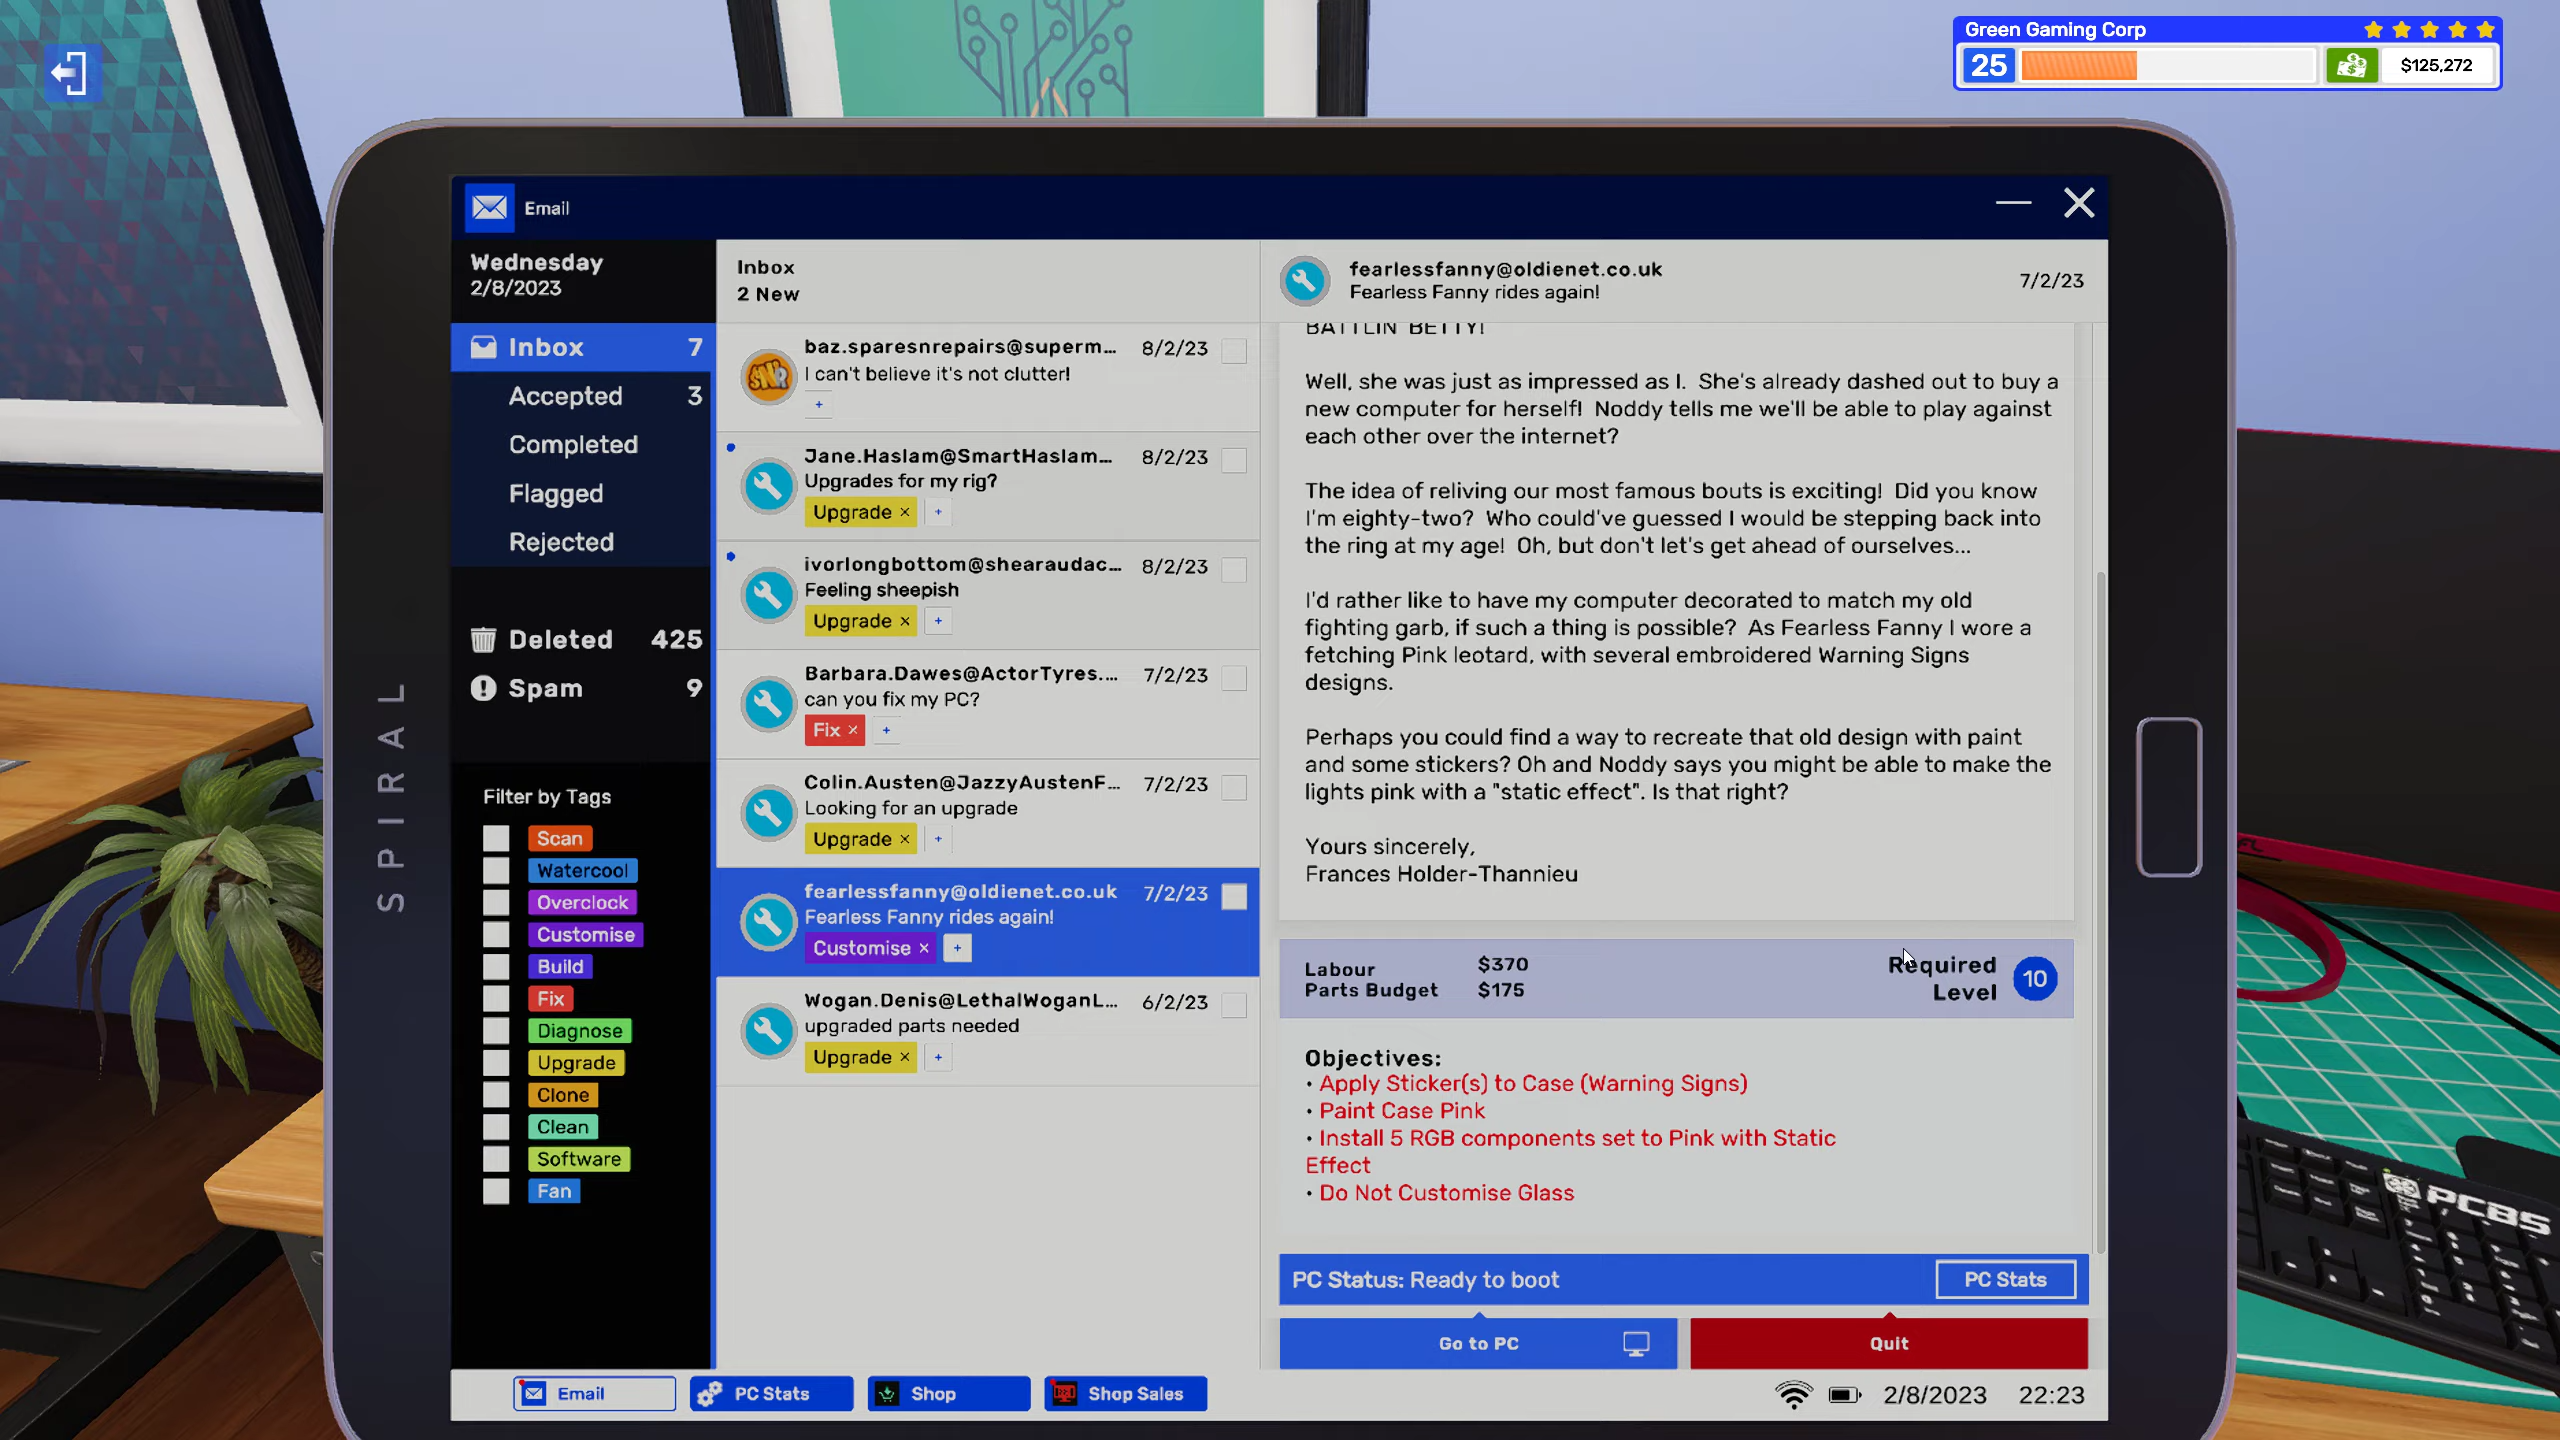 Green Gaming Corp
25
$125,272
Email
Wednesday
2/8/2023
Inbox 7
Accepted 3
Completed
Flagged
Rejected
Deleted 425
Spam 9
Filter by Tags
Scan
Watercool
Overclock
Customise
Build
Fix
Diagnose
Upgrade
Clone
Clean
Software
Fan
Inbox
2 New
baz.sparesnrepairs@superm... 8/2/23
I can't believe it's not clutter!
+
Jane.Haslam@SmartHaslam... 8/2/23
Upgrades for my rig?
Upgrade × +
ivorlongbottom@shearaudac... 8/2/23
Feeling sheepish
Upgrade × +
Barbara.Dawes@ActorTyres.... 7/2/23
can you fix my PC?
Fix × +
Colin.Austen@JazzyAustenF... 7/2/23
Looking for an upgrade
Upgrade × +
fearlessfanny@oldienet.co.uk 7/2/23
Fearless Fanny rides again!
Customise × +
Wogan.Denis@LethalWoganL... 6/2/23
upgraded parts needed
Upgrade × +
fearlessfanny@oldienet.co.uk
Fearless Fanny rides again!
7/2/23
BATTLIN BETTY!
Well, she was just as impressed as I. She's already dashed out to buy a
new computer for herself! Noddy tells me we'll be able to play against
each other over the internet?
The idea of reliving our most famous bouts is exciting! Did you know
I'm eighty-two? Who could've guessed I would be stepping back into
the ring at my age! Oh, but don't let's get ahead of ourselves...
I'd rather like to have my computer decorated to match my old
fighting garb, if such a thing is possible? As Fearless Fanny I wore a
fetching Pink leotard, with several embroidered Warning Signs
designs.
Perhaps you could find a way to recreate that old design with paint
and some stickers? Oh and Noddy says you might be able to make the
lights pink with a "static effect". Is that right?
Yours sincerely,
Frances Holder-Thannieu
Labour $370
Parts Budget $175
Required
Level
10
Objectives:
• Apply Sticker(s) to Case (Warning Signs)
• Paint Case Pink
• Install 5 RGB components set to Pink with Static
Effect
• Do Not Customise Glass
PC Status: Ready to boot
PC Stats
Go to PC
Quit
Email
PC Stats
Shop
Shop Sales
2/8/2023
22:23
SPIRAL
PCBS